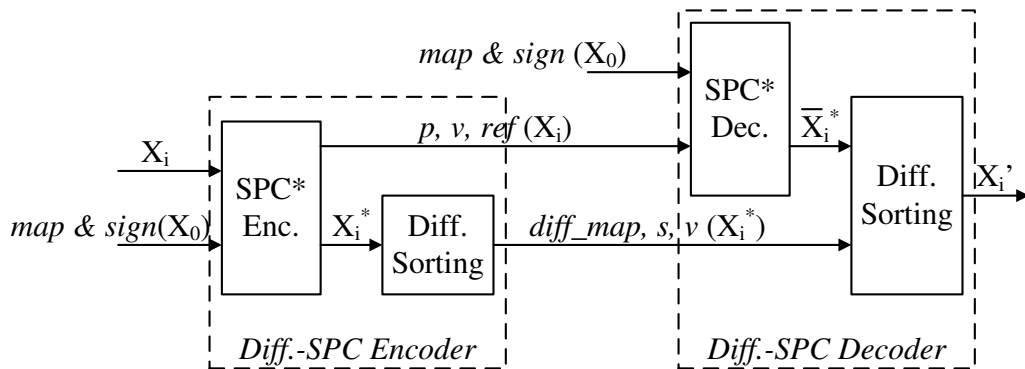 map & sign (X₀)
SPC*
Dec.
p, v, ref (Xᵢ)
X̅ᵢ*
Xᵢ
SPC*
Enc.
Diff.
Sorting
Xᵢ’
map & sign(X₀)
Xᵢ*
Diff.
Sorting
diff_map, s, v (Xᵢ*)
Diff.-SPC Encoder
Diff.-SPC Decoder